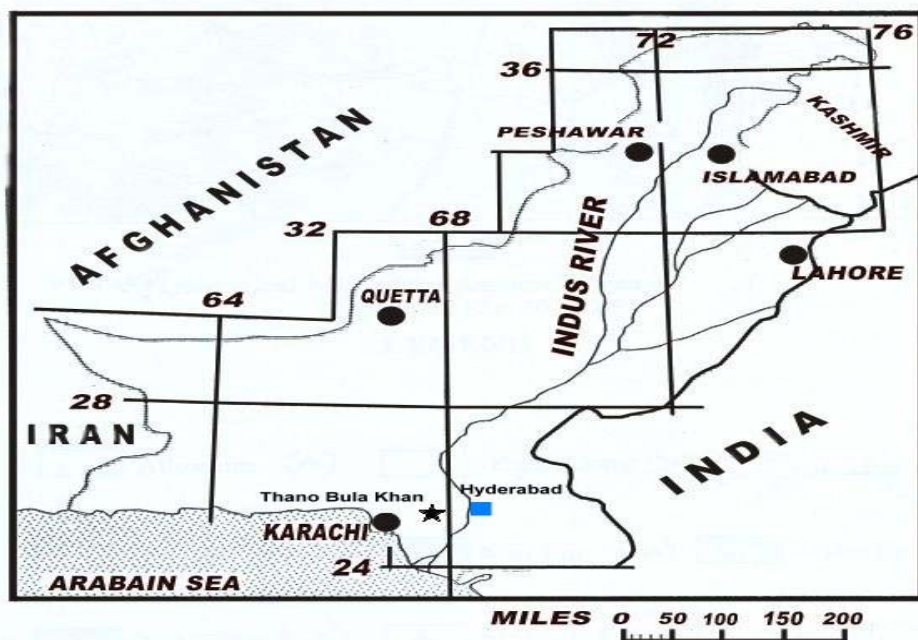 76
72
36
KASHMIR
PESHAWAR
ISLAMABAD
AFGHANISTAN
68
32
INDUS RIVER
LAHORE
64
QUETTA
28
IRAN
INDIA
Thano Bula Khan
Hyderabad
KARACHI
24
ARABAIN SEA
MILES 0 50 100 150 200